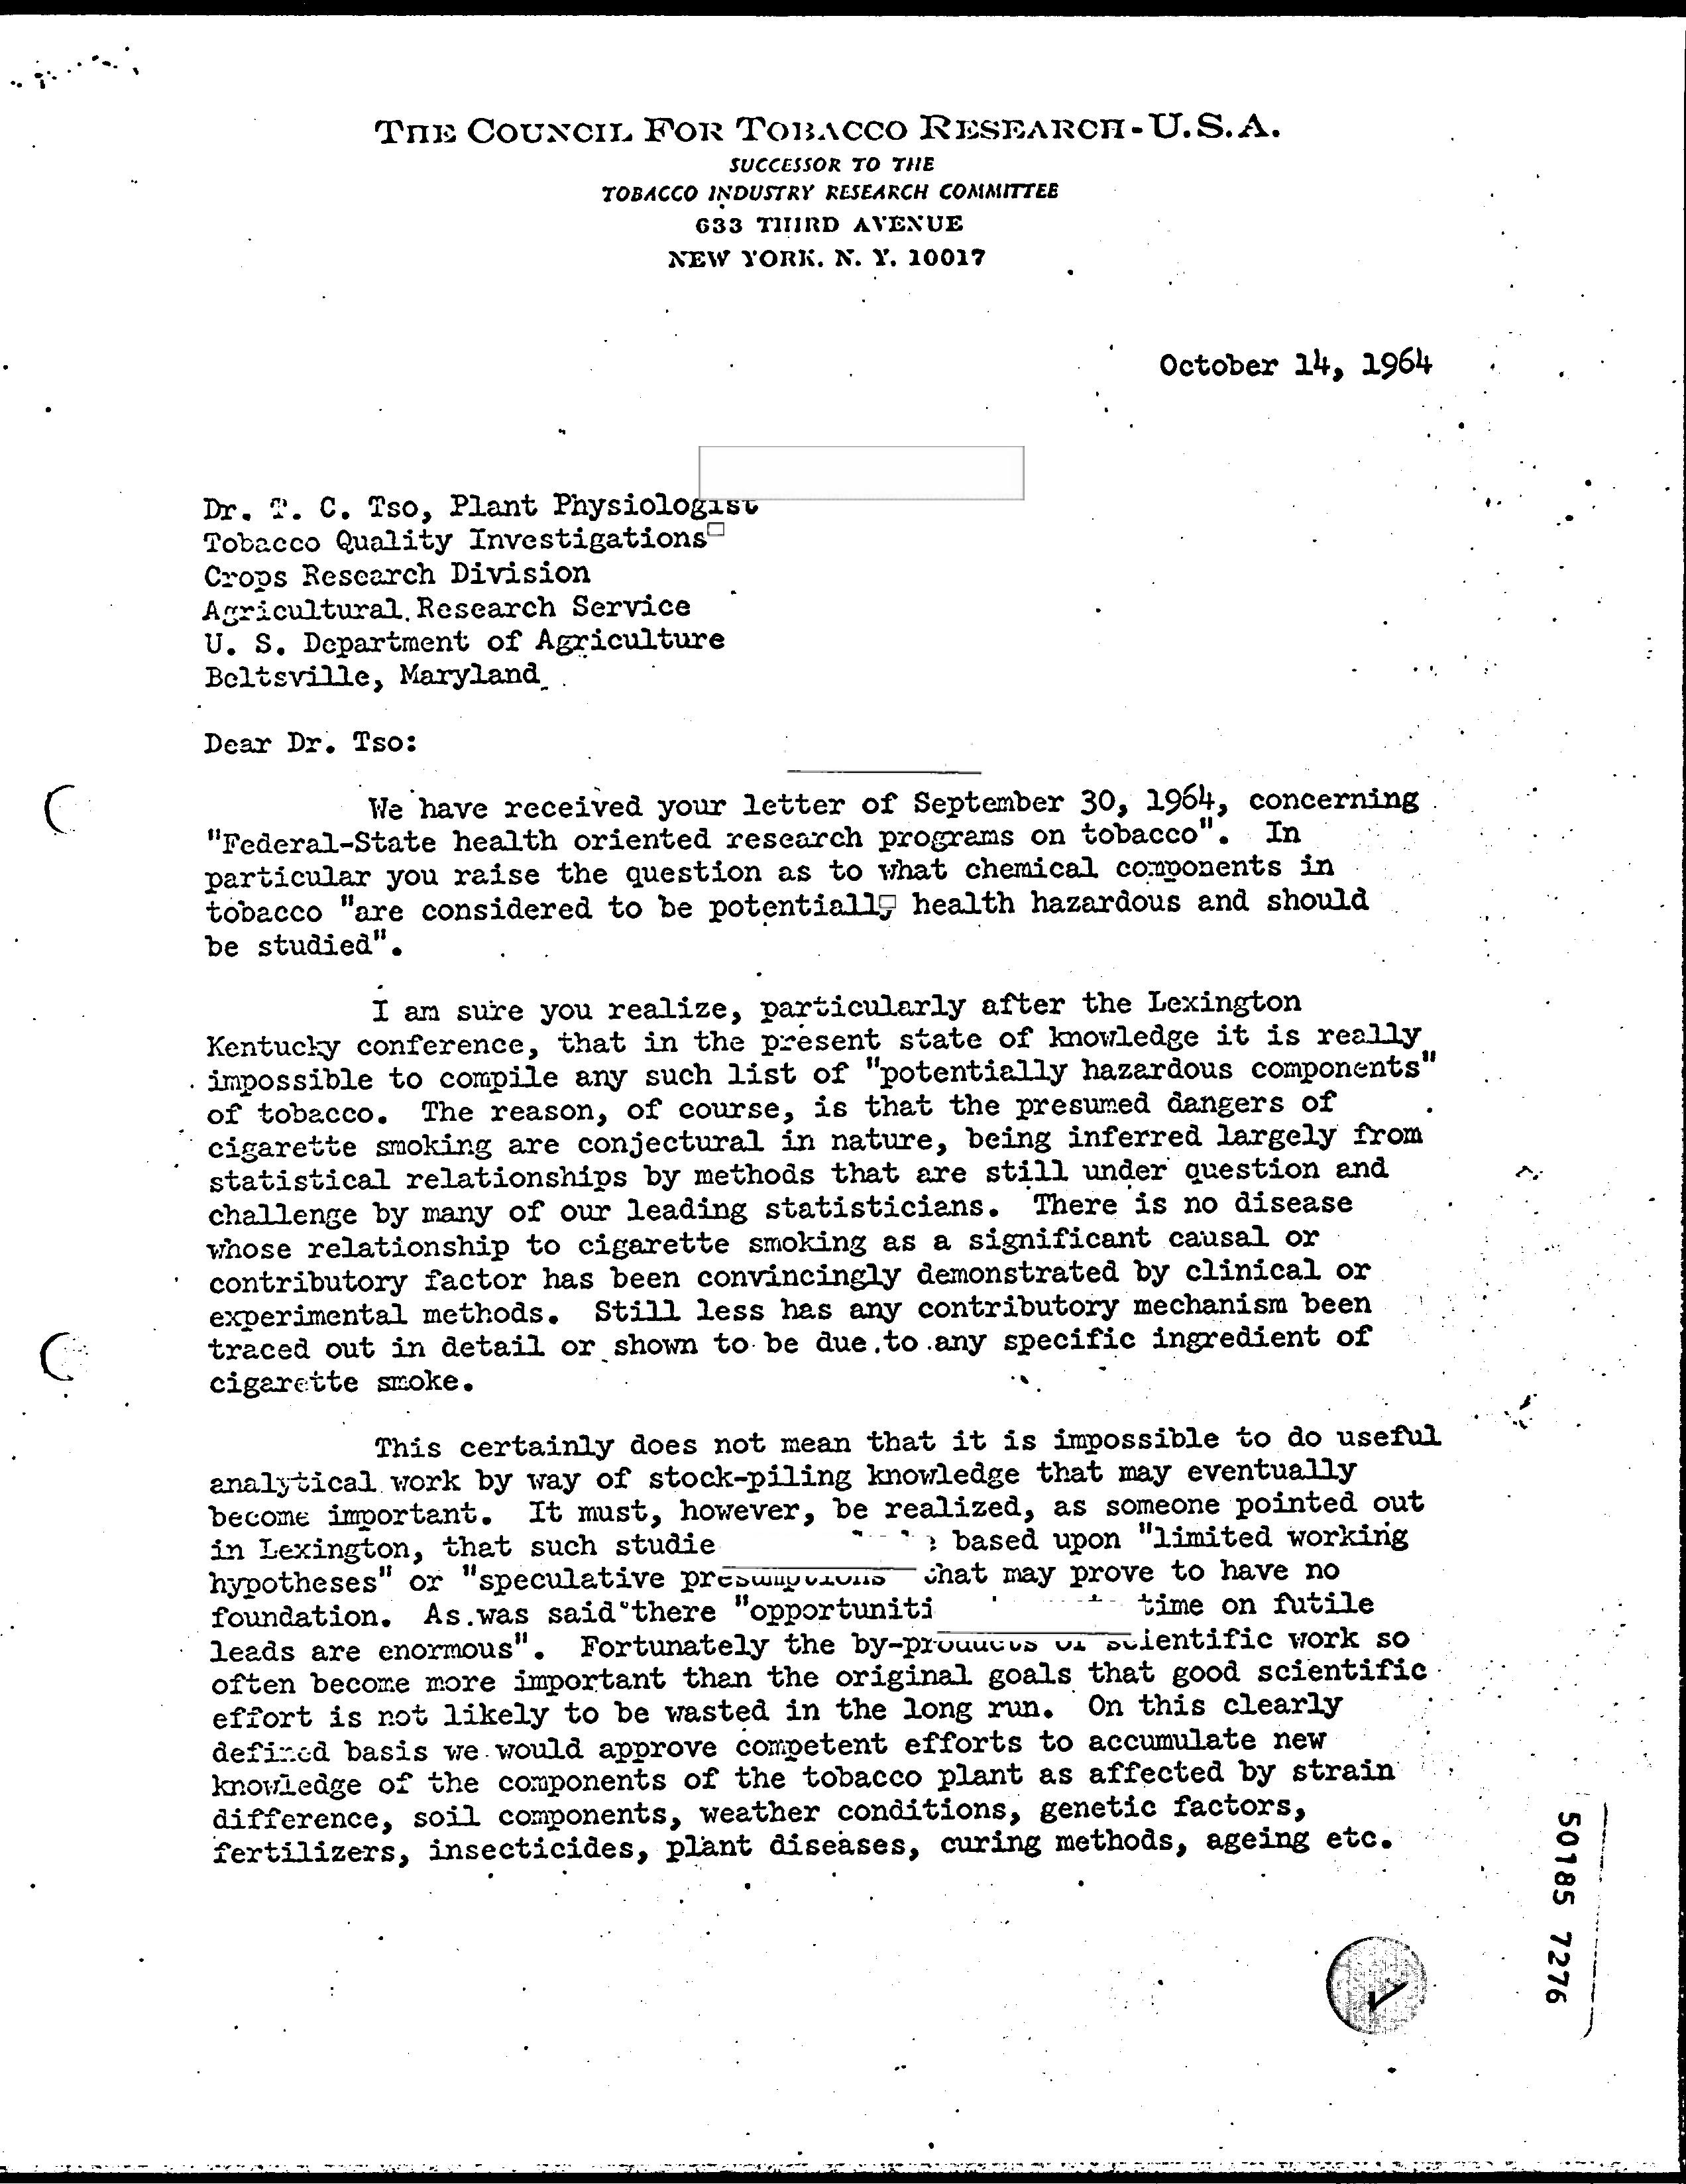 THE COUNCIL FOR TOBACCO RESEARCH-U.S.A.
SUCCESSOR TO THE
TOBACCO INDUSTRY RESEARCH COMMITTEE
633 THIRD AVENUE
NEW YORK, N. Y. 10017
October 14, 1964
Dr. T. C. Tso, Plant Physiologist
Tobacco Quality Investigations
Crops Research Division
Agricultural Research Service
U. S. Department of Agriculture
Beltsville, Maryland
Dear Dr. Tso:
We have received your letter of September 30, 1964, concerning
"Federal-State health oriented research programs on tobacco". In
particular you raise the question as to what chemical components in
tobacco "are considered to be potentially health hazardous and should
be studied".
I am sure you realize, particularly after the Lexington
Kentucky conference, that in the present state of knowledge it is really
impossible to compile any such list of "potentially hazardous components"
of tobacco. The reason, of course, is that the presumed dangers of
cigarette smoking are conjectural in nature, being inferred largely from
statistical relationships by methods that are still under question and
challenge by many of our leading statisticians. There is no disease
whose relationship to cigarette smoking as a significant causal or
contributory factor has been convincingly demonstrated by clinical or
experimental methods. Still less has any contributory mechanism been
traced out in detail or shown to be due to any specific ingredient of
cigarette smoke.
This certainly does not mean that it is impossible to do useful
analytical work by way of stock-piling knowledge that may eventually
become important. It must, however, be realized, as someone pointed out
in Lexington, that such studie based upon "limited working
hypotheses" or "speculative presumptions that may prove to have no
foundation. As was said there "opportuniti time on futile
leads are enormous". Fortunately the by-products of scientific work so
often become more important than the original goals that good scientific
effort is not likely to be wasted in the long run. On this clearly
defined basis we would approve competent efforts to accumulate new
knowledge of the components of the tobacco plant as affected by strain
difference, soil components, weather conditions, genetic factors,
fertilizers, insecticides, plant diseases, curing methods, ageing etc.
50185 7276